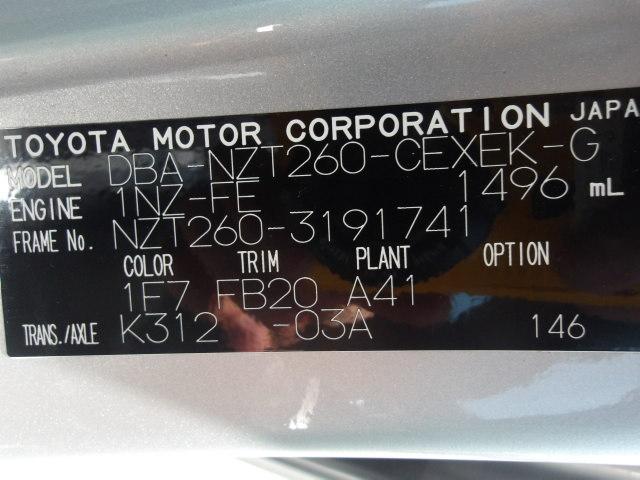 TOYOTA MOTOR CORPORATION JAPA
MODEL DBA-NZT260-CEXEK-G
ENGINE 1NZ-FE 1496 mL
FRAME No. NZT260-3191741
COLOR TRIM PLANT OPTION
1F7 FB20 A41
TRANS./AXLE K312 -03A 146